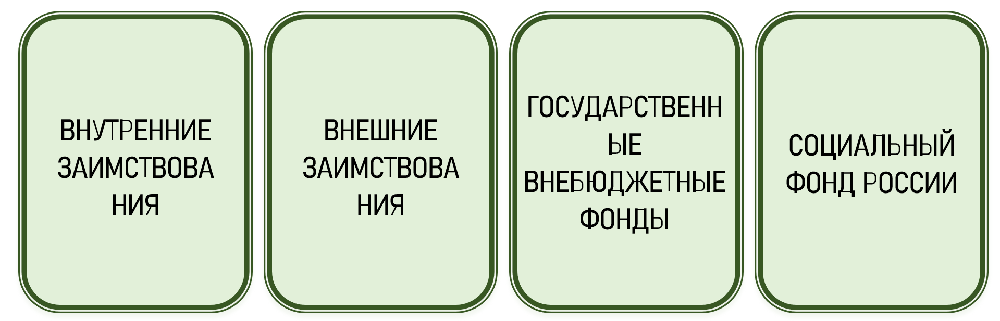 ВНУТРЕННИЕ
ЗАИМСТВОВА
НИЯ
ВНЕШНИЕ
ЗАИМСТВОВА
НИЯ
ГОСУДАРСТВЕНН
ЫЕ
ВНЕБЮДЖЕТНЫЕ
ФОНДЫ
СОЦИАЛЬНЫЙ
ФОНД РОССИИ